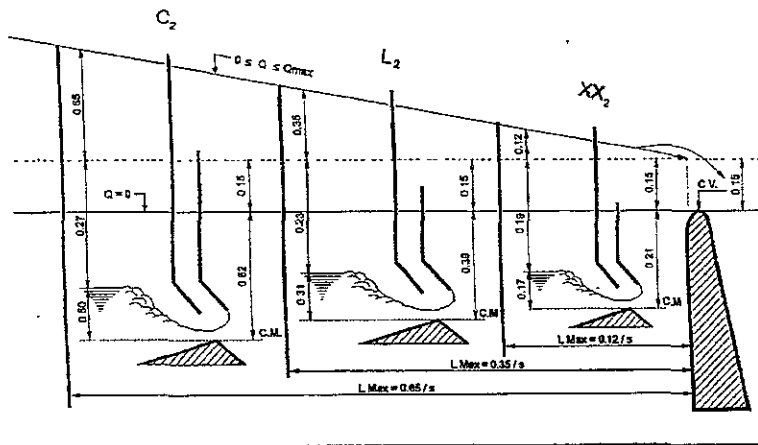 C2
L2
XX2
0 ≤ Q ≤ Qmax
0.65
0.35
0.12
Q = 0
0.15
0.15
0.15
0.15
C.V.
0.27
0.23
0.19
0.62
0.39
0.21
0.60
0.31
0.17
C.M.
C.M
C.M
L Max = 0.12 / s
L Max = 0.35 / s
L Max = 0.65 / s